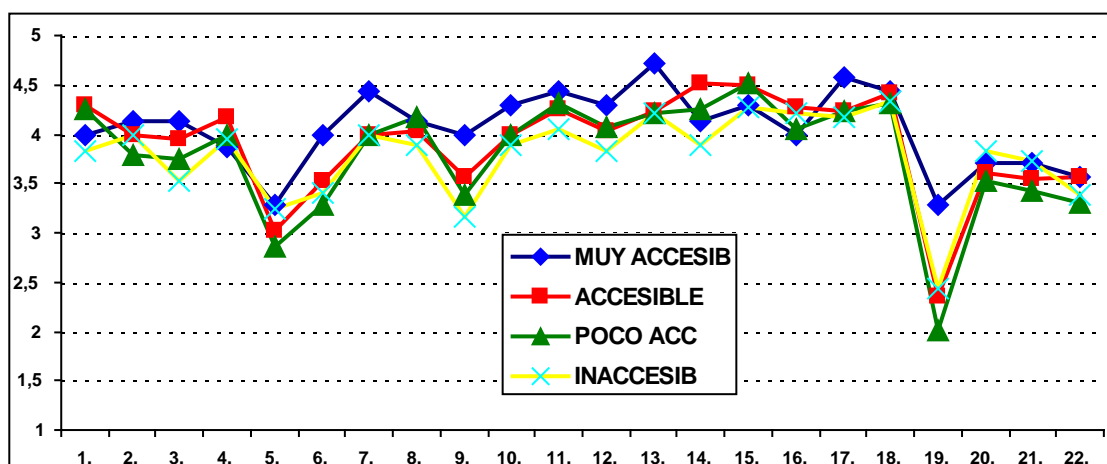 5
4,5
4
3,5
3
2,5
2
1,5
1
MUY ACCESIB
ACCESIBLE
POCO ACC
INACCESIB
1. 2. 3. 4. 5. 6. 7. 8. 9. 10. 11. 12. 13. 14. 15. 16. 17. 18. 19. 20. 21. 22.